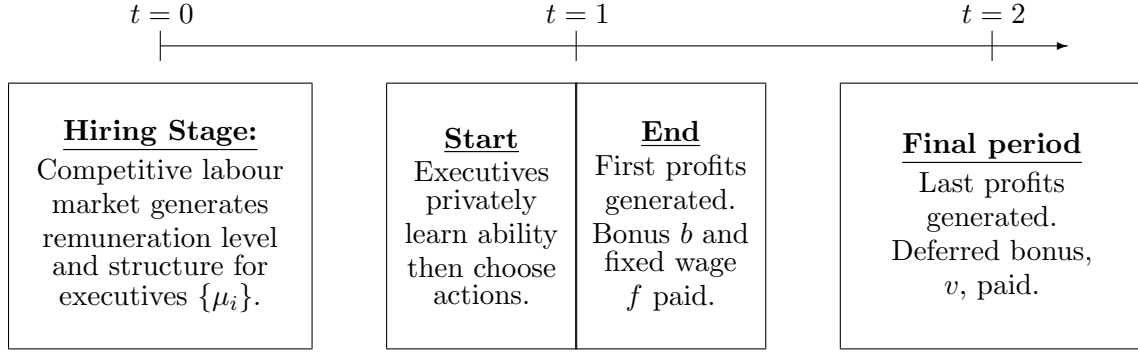 t = 0
t = 1
t = 2
Hiring Stage:
Competitive labour
market generates
remuneration level
and structure for
executives {μᵢ}.
Start
Executives
privately
learn ability
then choose
actions.
End
First profits
generated.
Bonus b and
fixed wage
f paid.
Final period
Last profits
generated.
Deferred bonus,
v, paid.